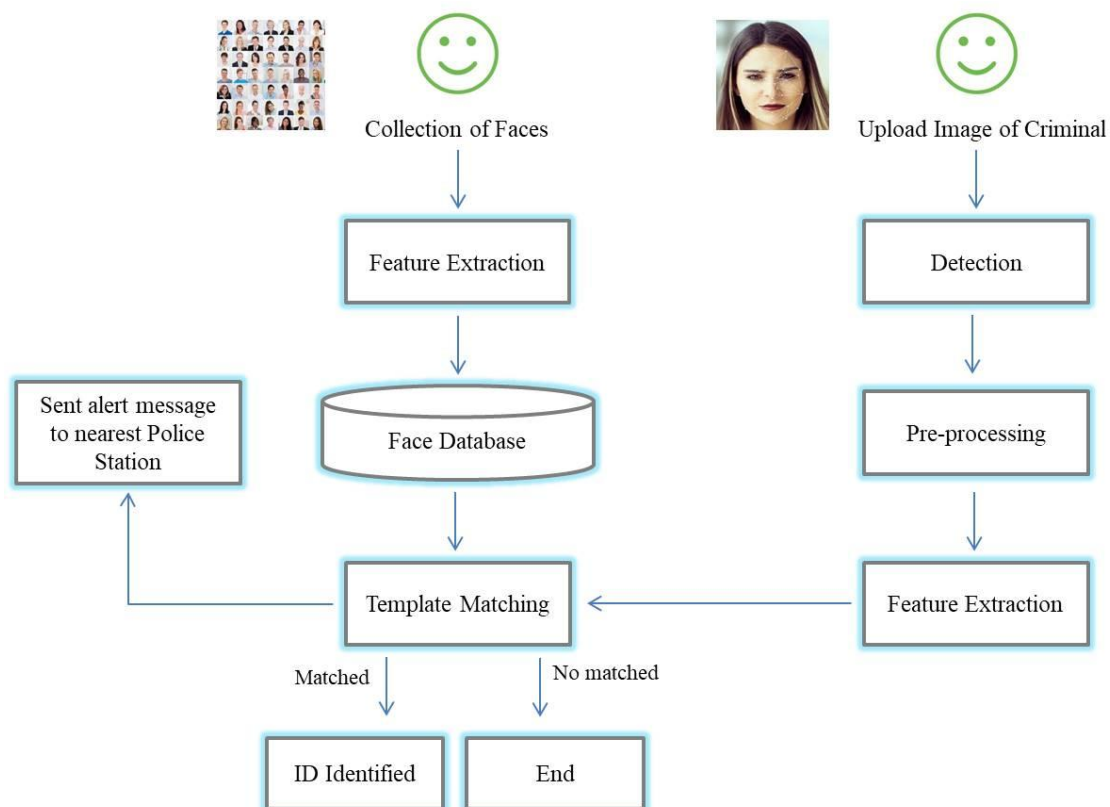 Collection of Faces
Upload Image of Criminal
Feature Extraction
Detection
Sent alert message
to nearest Police
Station
Face Database
Pre-processing
Template Matching
Feature Extraction
Matched
No matched
ID Identified
End